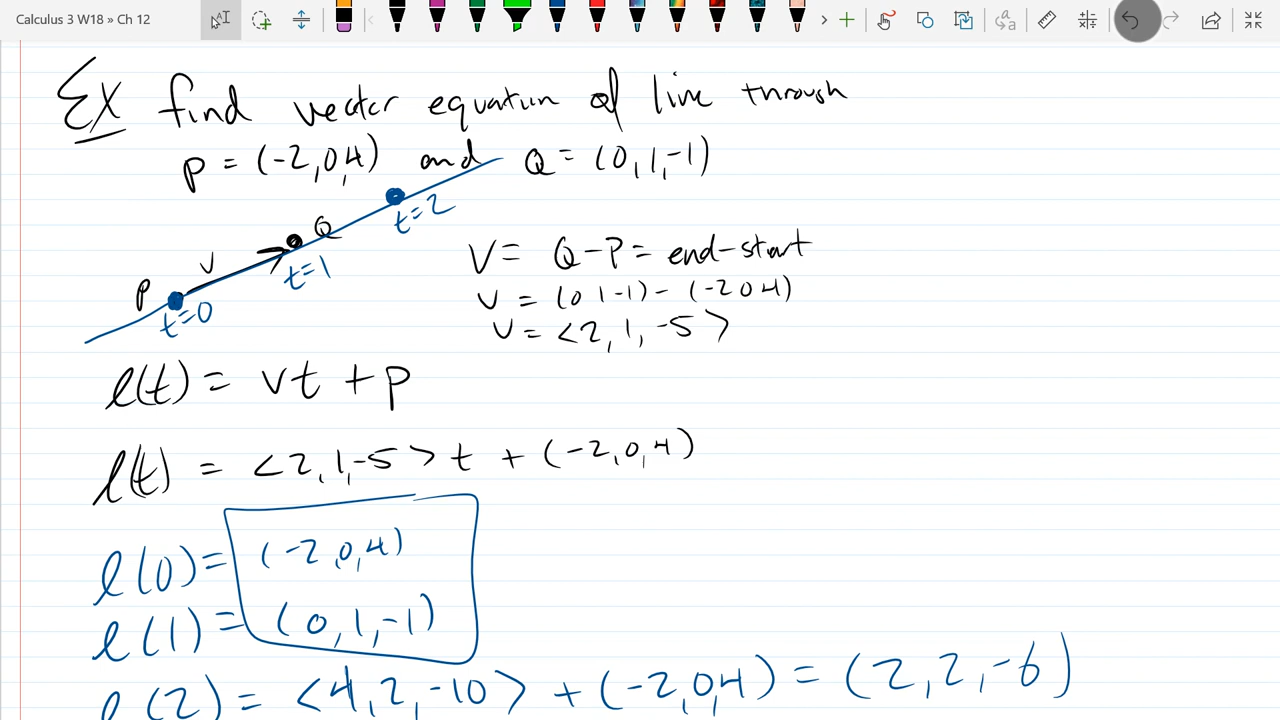 Calculus 3 W18 » Ch 12
Ex find vector equation of line through
P = (-2,0,4) and Q = (0,1,-1)
t=2
Q
V
t=1
P
t=0
V = Q-P = end-start
V = (0 1 -1) - (-2 0 4)
V = <2, 1, -5>
l(t) = vt + p
l(t) = <2,1,-5>t + (-2,0,4)
l(0) = (-2,0,4)
l(1) = (0,1,-1)
l(2) = <4,2,-10> + (-2,0,4) = (2,2,-6)